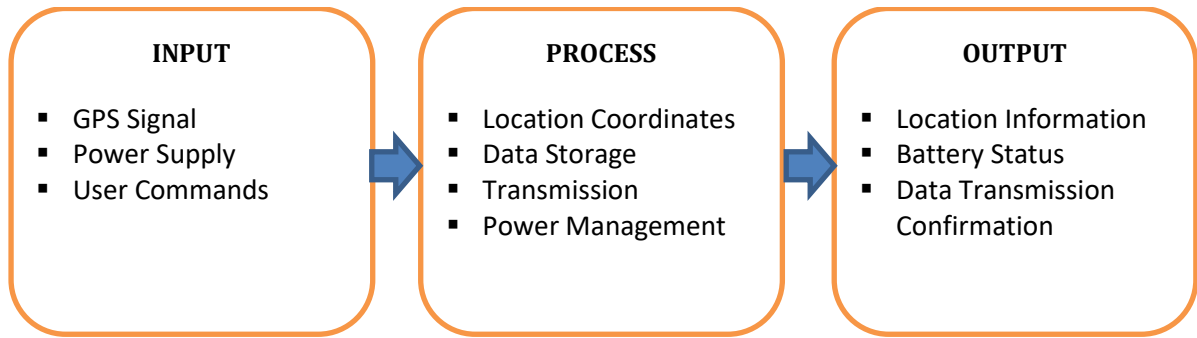 INPUT
▪ GPS Signal
▪ Power Supply
▪ User Commands
PROCESS
▪ Location Coordinates
▪ Data Storage
▪ Transmission
▪ Power Management
OUTPUT
▪ Location Information
▪ Battery Status
▪ Data Transmission
Confirmation